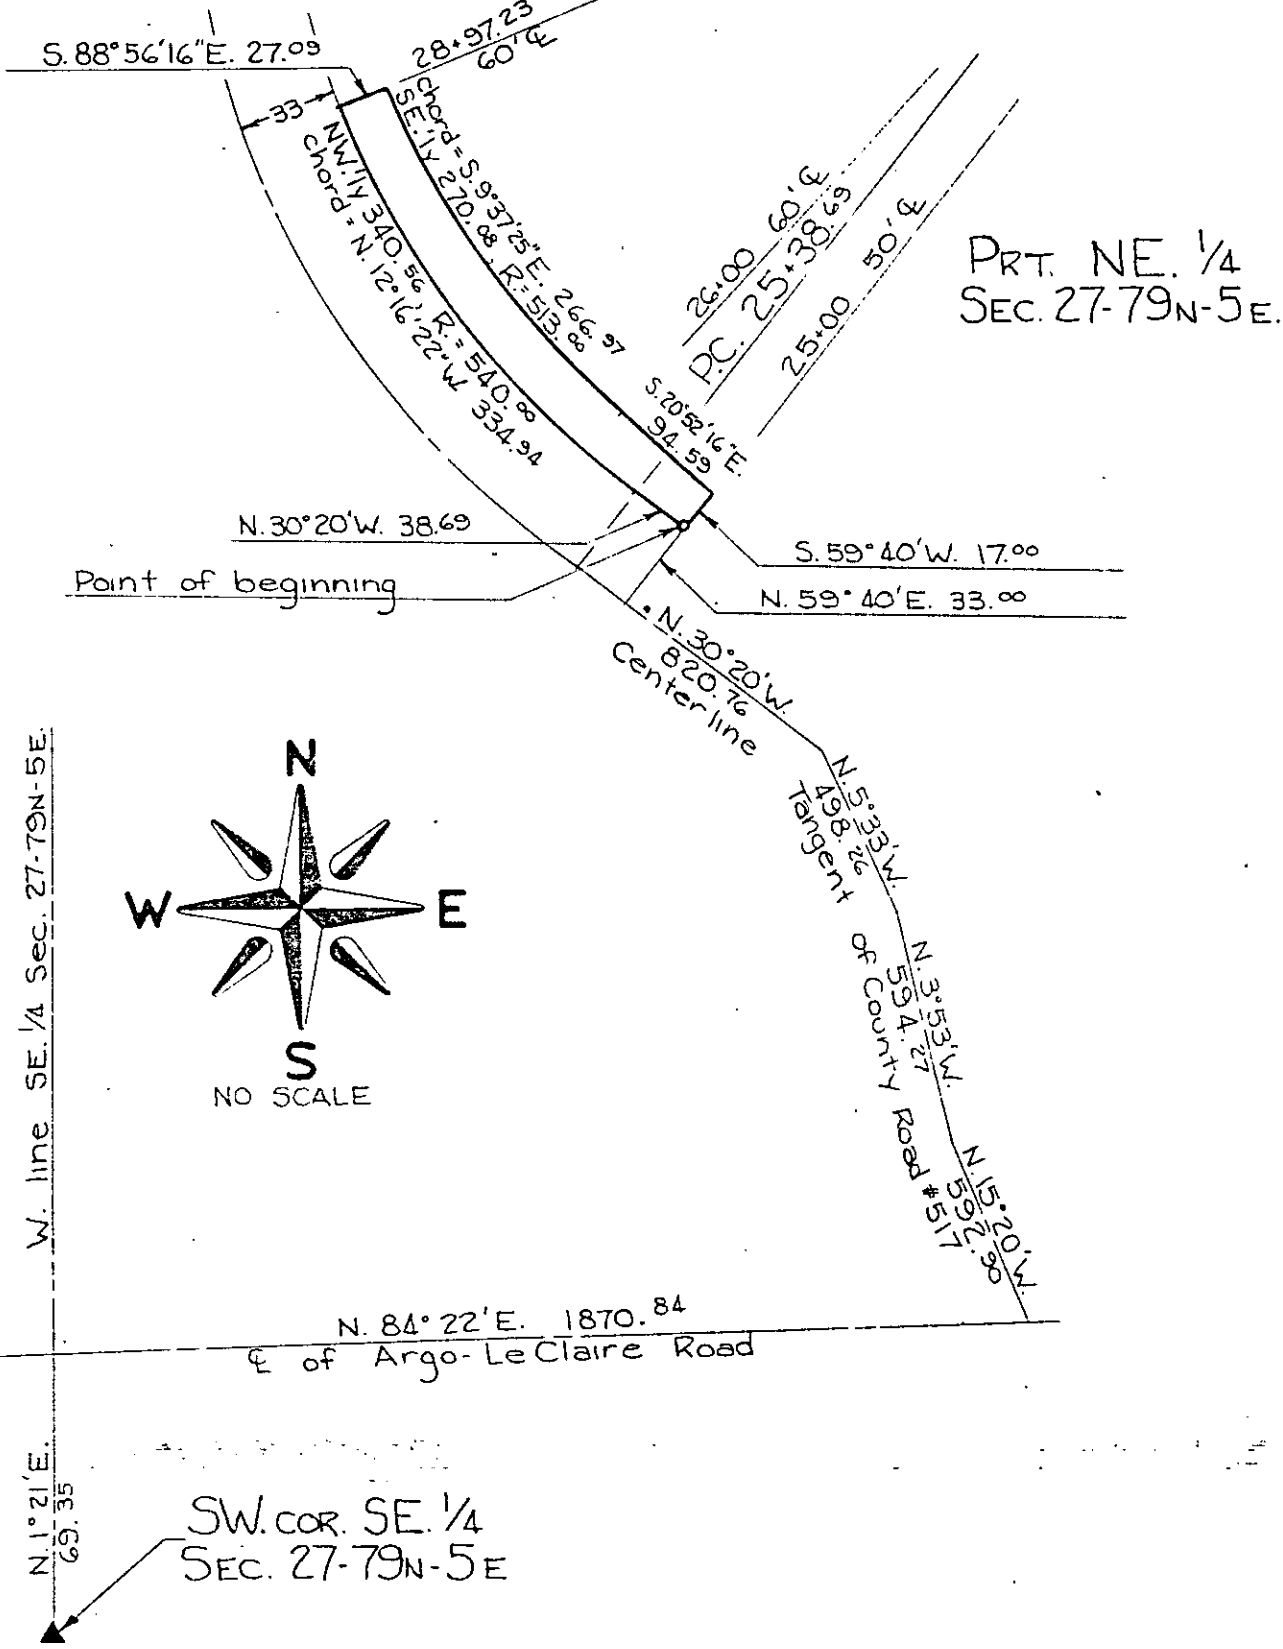 S. 88°56'16"E. 27.09
28+97.23
60' ℄
33
chord = S. 9°37'25"E. 266.97
SE.'ly 270.08, R.= 513.00
NW.'ly 340.56, R. = 540.00
chord = N. 12°16'22"W. 334.94
26+00 60' ℄
P.C. 25+38.69
25+00 50' ℄
PRT. NE. 1/4
SEC. 27-79N-5E.
S. 20°52'16"E.
94.59
N. 30°20'W. 38.69
S. 59°40'W. 17.00
Point of beginning
N. 59°40'E. 33.00
N. 30°20'W.
820.76
Center line
N. 5°33'W.
498.26
Tangent
N. 3°53'W.
594.27
of County Road #517
N. 15°20'W.
592.90
N
W E
S
NO SCALE
W. line SE. 1/4 Sec. 27-79N-5E.
N. 84°22'E. 1870.84
℄ of Argo-LeClaire Road
N. 1°21'E.
69.35
SW. COR. SE. 1/4
SEC. 27-79N-5E